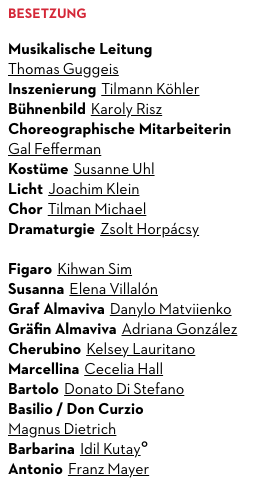 BESETZUNG
Musikalische Leitung
Thomas Guggeis
Inszenierung Tilmann Köhler
Bühnenbild Karoly Risz
Choreographische Mitarbeiterin
Gal Fefferman
Kostüme Susanne Uhl
Licht Joachim Klein
Chor Tilman Michael
Dramaturgie Zsolt Horpácsy
Figaro Kihwan Sim
Susanna Elena Villalón
Graf Almaviva Danylo Matviienko
Gräfin Almaviva Adriana González
Cherubino Kelsey Lauritano
Marcellina Cecelia Hall
Bartolo Donato Di Stefano
Basilio / Don Curzio
Magnus Dietrich
Barbarina Idil Kutay°
Antonio Franz Mayer